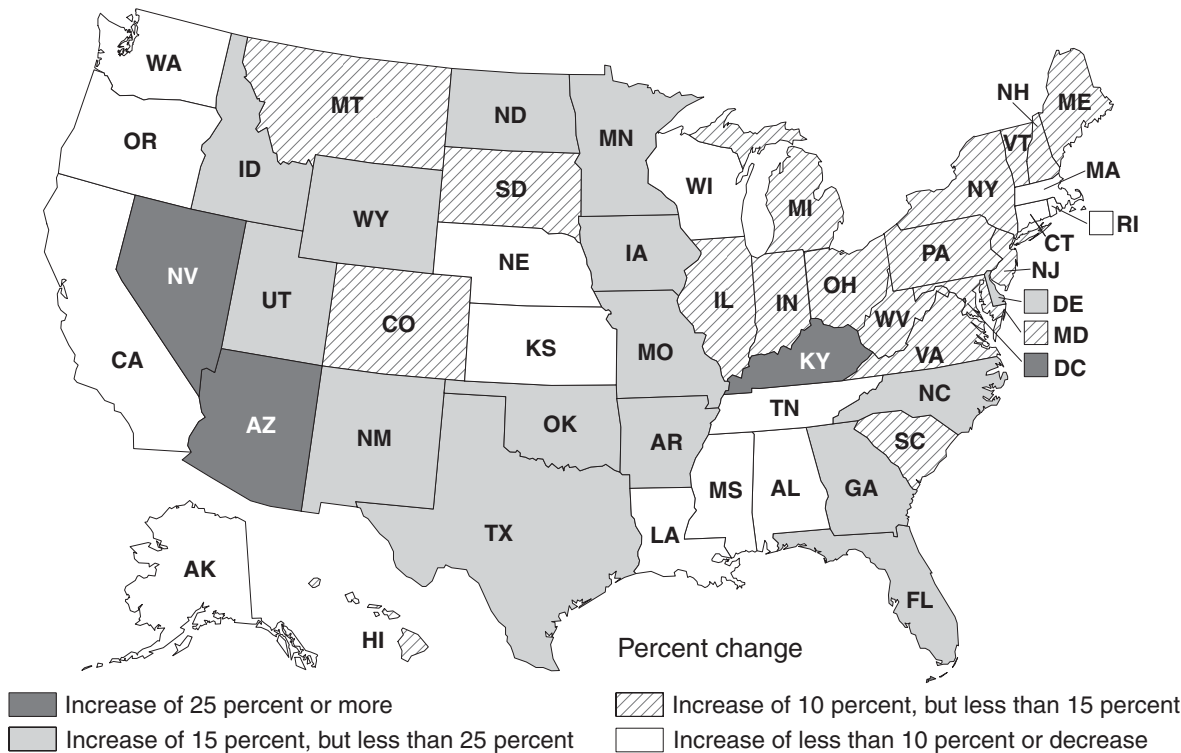 WA
MT
ND
MN
OR
ID
WY
SD
WI
MI
NH
ME
VT
NY
MA
RI
CT
NV
UT
CO
NE
IA
IL
IN
OH
PA
NJ
DE
MD
DC
CA
KS
MO
KY
WV
VA
AZ
NM
OK
AR
TN
NC
SC
TX
LA
MS
AL
GA
AK
HI
FL
Percent change
Increase of 25 percent or more
Increase of 15 percent, but less than 25 percent
Increase of 10 percent, but less than 15 percent
Increase of less than 10 percent or decrease